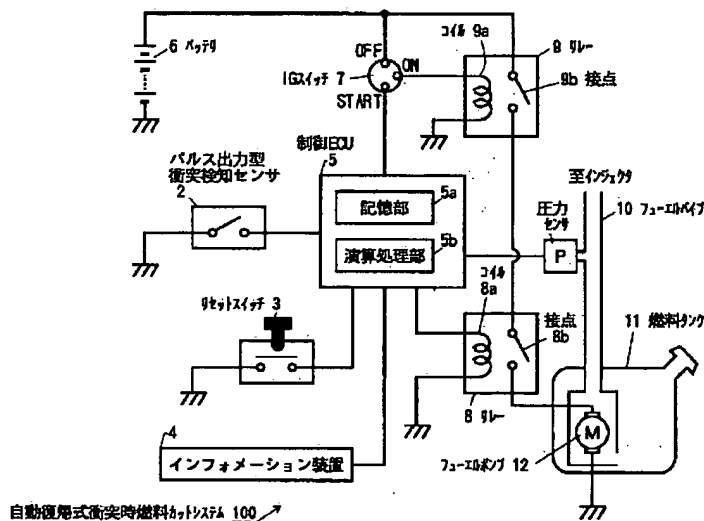 6 バッテリ
OFF
ON
IGスイッチ 7
START
コイル 9a
9 リレー
9b 接点
制御ECU
5
パルス出力型
衝突検知センサ
2
記憶部
5a
演算処理部
5b
至インジェクタ
10 フューエルパイプ
圧力
センサ
P
コイル
8a
接点
8b
11 燃料タンク
リセットスイッチ 3
8 リレー
M
4
インフォメーション装置
フューエルポンプ 12
自動復帰式衝突時燃料カットシステム 100